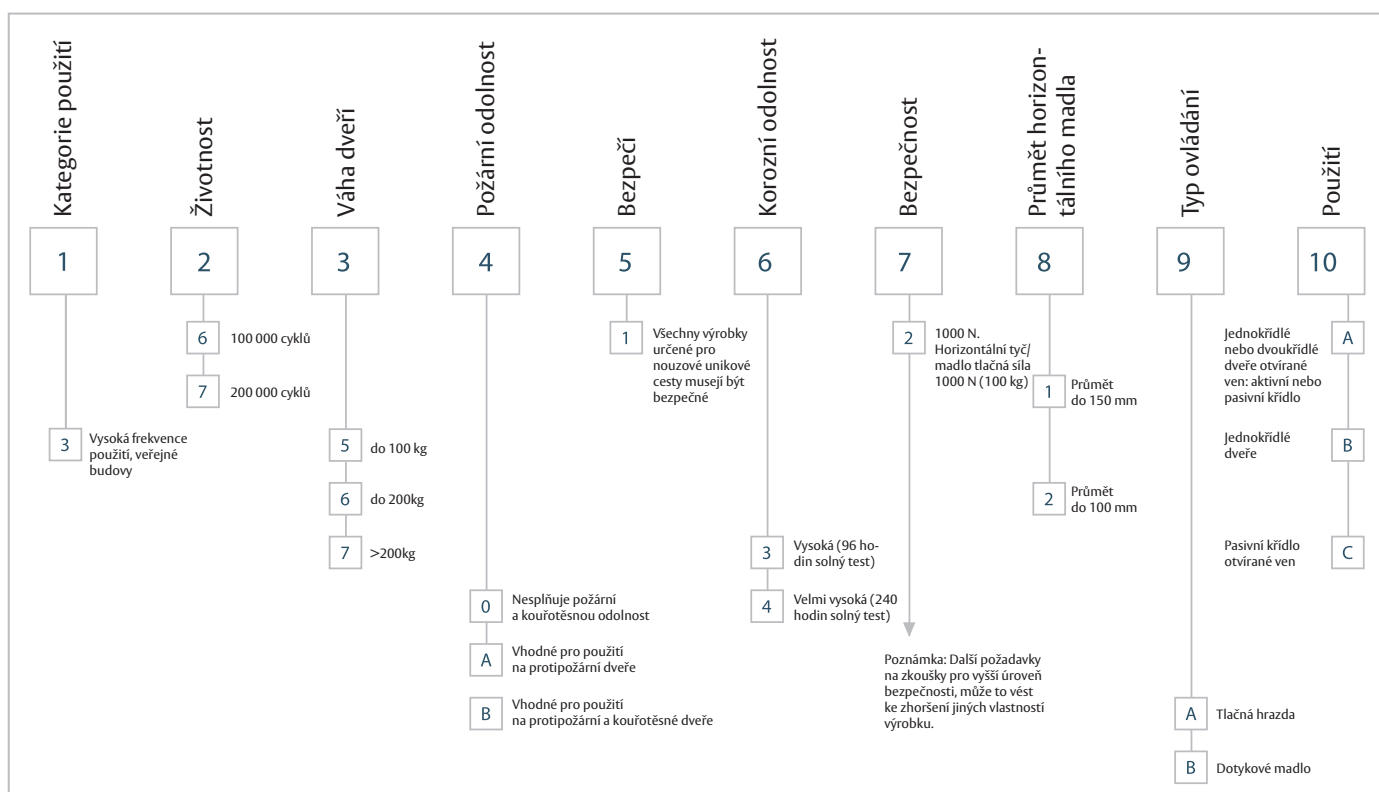 Kategorie použití
Životnost
Váha dveří
Požární odolnost
Bezpečí
Korozní odolnost
Bezpečnost
Průmět horizon-
tálního madla
Typ ovládání
Použití
1
2
3
4
5
6
7
8
9
10
3
Vysoká frekvence
použití, veřejné
budovy
6
100 000 cyklů
7
200 000 cyklů
5
do 100 kg
6
do 200kg
7
>200kg
0
Nesplňuje požární
a kouřotěsnou odolnost
A
Vhodné pro použití
na protipožární dveře
B
Vhodné pro použití
na protipožární a kouřotěsné dveře
1
Všechny výrobky
určené pro
nouzové unikové
cesty musejí být
bezpečné
3
Vysoká (96 ho-
din solný test)
4
Velmi vysoká (240
hodin solný test)
2
1000 N.
Horizontální tyč/
madlo tlačná síla
1000 N (100 kg)
Poznámka: Další požadavky
na zkoušky pro vyšší úroveň
bezpečnosti, může to vést
ke zhoršení jiných vlastností
výrobku.
1
Průmět
do 150 mm
2
Průmět
do 100 mm
A
Tlačná hrazda
B
Dotykové madlo
Jednokřídlé
nebo dvoukřídlé
dveře otvírané
ven: aktivní nebo
pasivní křídlo
A
Jednokřídlé
dveře
B
Pasivní křídlo
otvírané ven
C